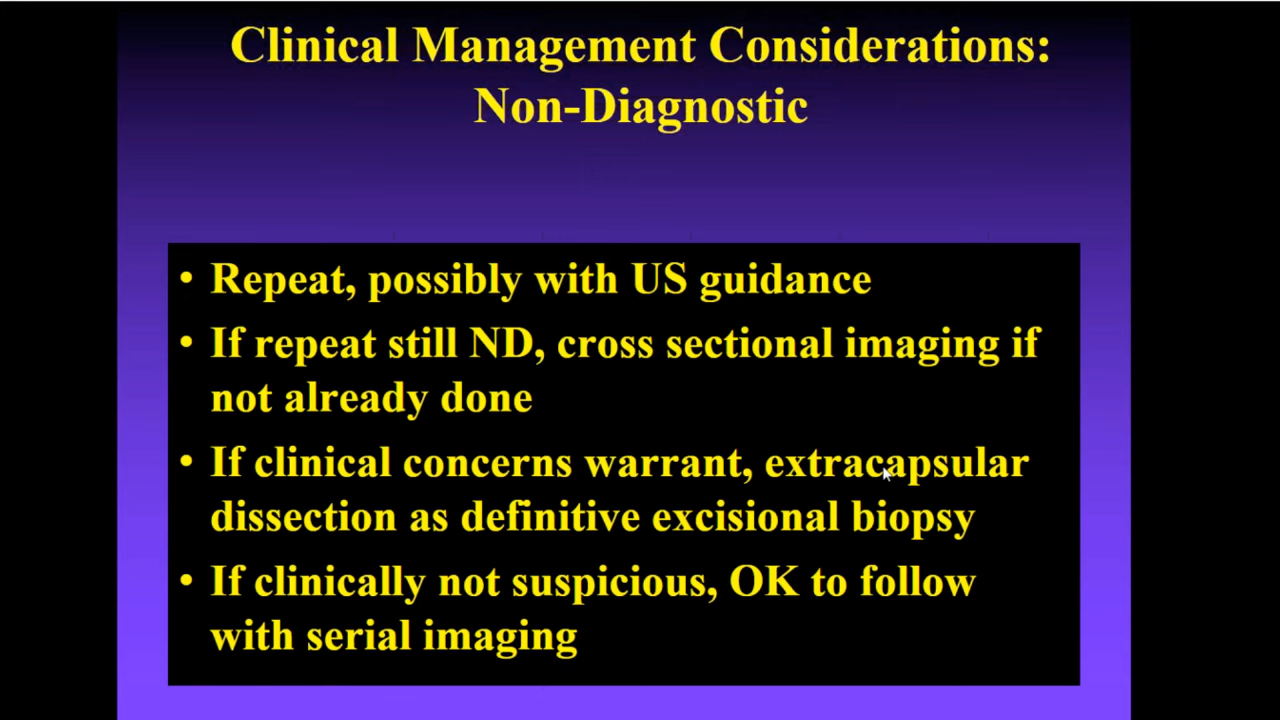 Clinical Management Considerations:
Non-Diagnostic
• Repeat, possibly with US guidance
• If repeat still ND, cross sectional imaging if
not already done
• If clinical concerns warrant, extracapsular
dissection as definitive excisional biopsy
• If clinically not suspicious, OK to follow
with serial imaging